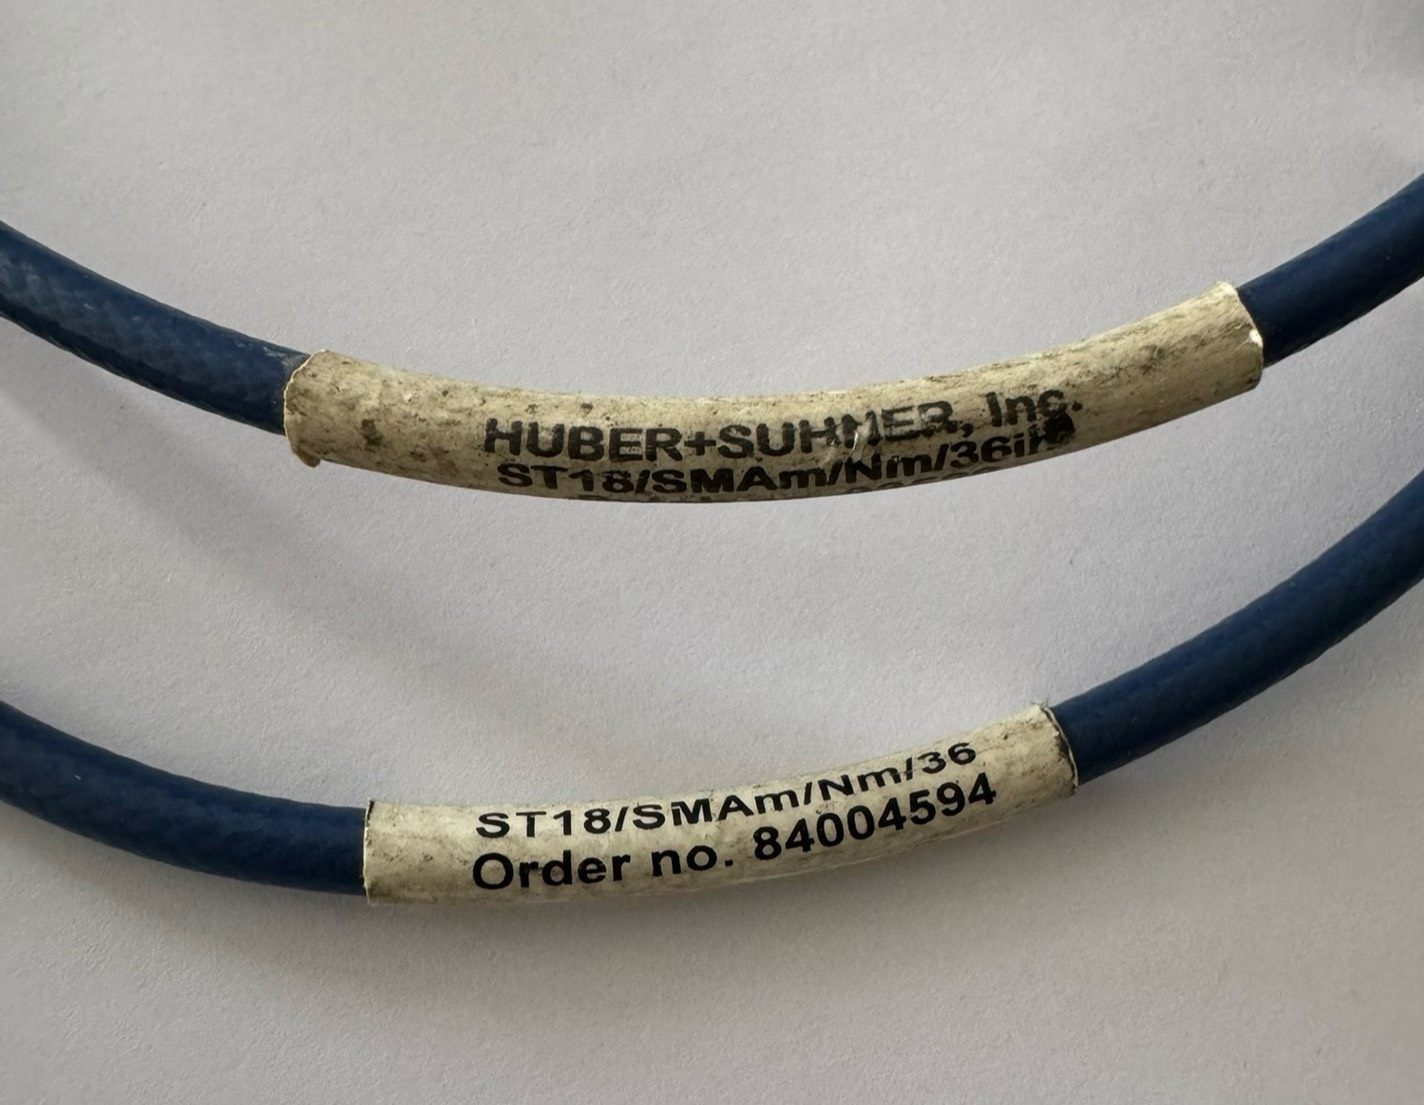 HUBER+SUHNER, Inc.
ST18/SMAm/Nm/36in
ST18/SMAm/Nm/36
Order no. 84004594